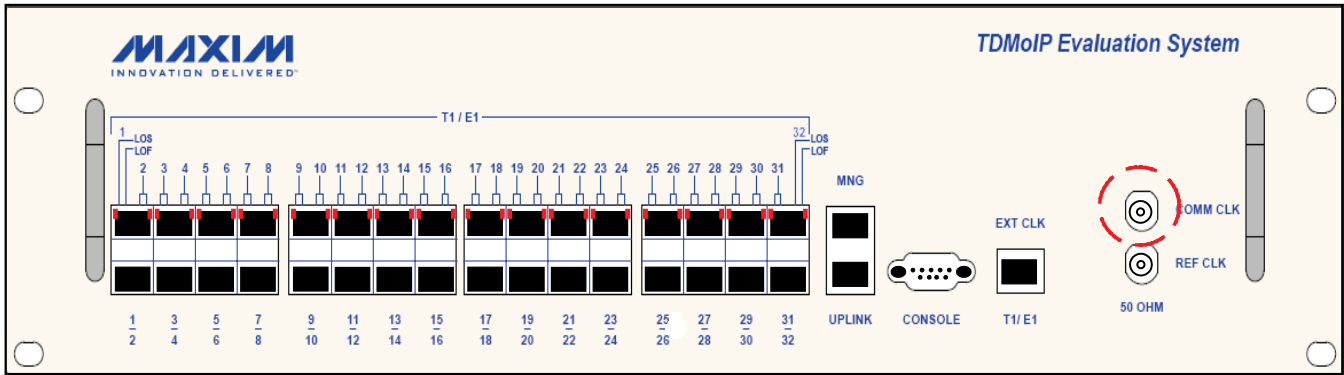 MAXIM
INNOVATION DELIVERED™
TDMoIP Evaluation System
T1 / E1
1 LOS
LOF
32 LOS
LOF
2 3 4 5 6 7 8 9 10 11 12 13 14 15 16 17 18 19 20 21 22 23 24 25 26 27 28 29 30 31
MNG
EXT CLK
COMM CLK
REF CLK
50 OHM
UPLINK
CONSOLE
T1/ E1
1 3 5 7 9 11 13 15 17 19 21 23 25 27 29 31
2 4 6 8 10 12 14 16 18 20 22 24 26 28 30 32